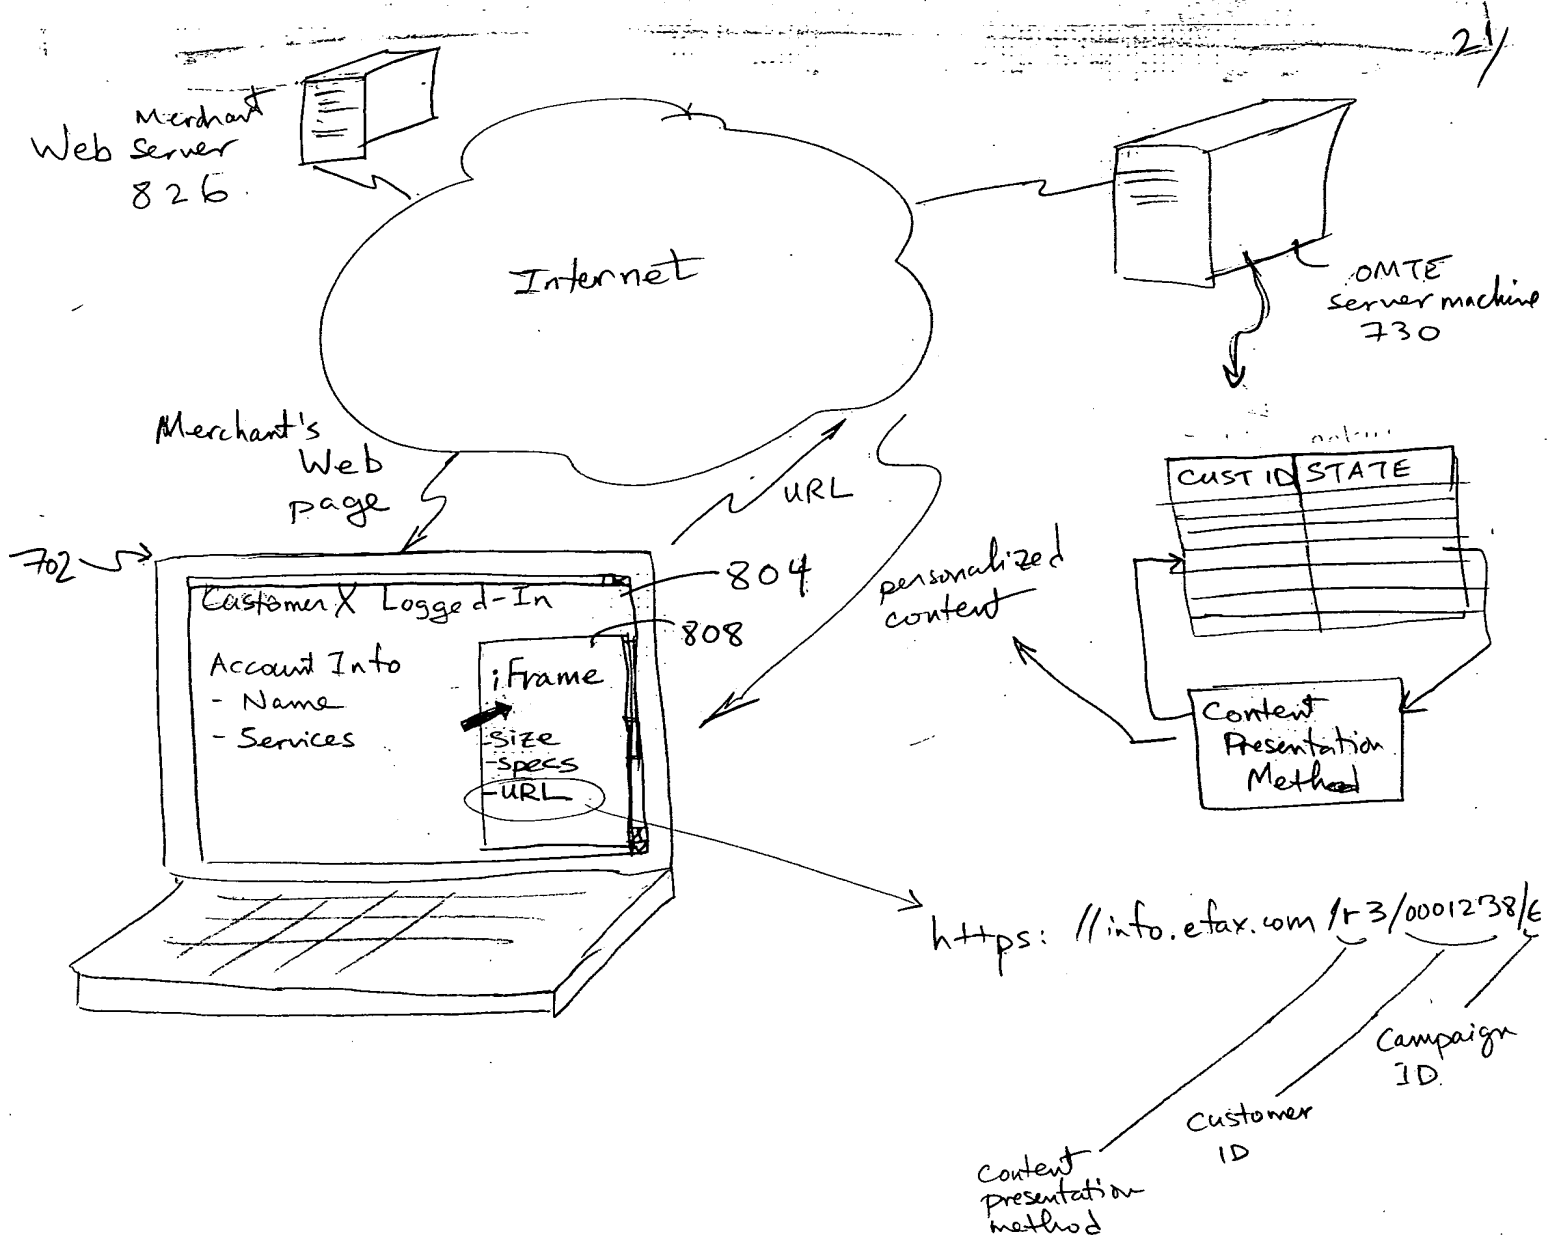 21/
Merchant
Web Server
826
Internet
OMTE
server machine
730
Merchant's
Web
page
URL
CUST ID STATE
702
804
808
Customer X Logged-In
Account Info
- Name
- Services
iFrame
-size
-specs
-URL
personalized
content
Content
Presentation
Method
https://info.efax.com/r3/0001238/
Campaign
ID
Customer
ID
Content
presentation
method